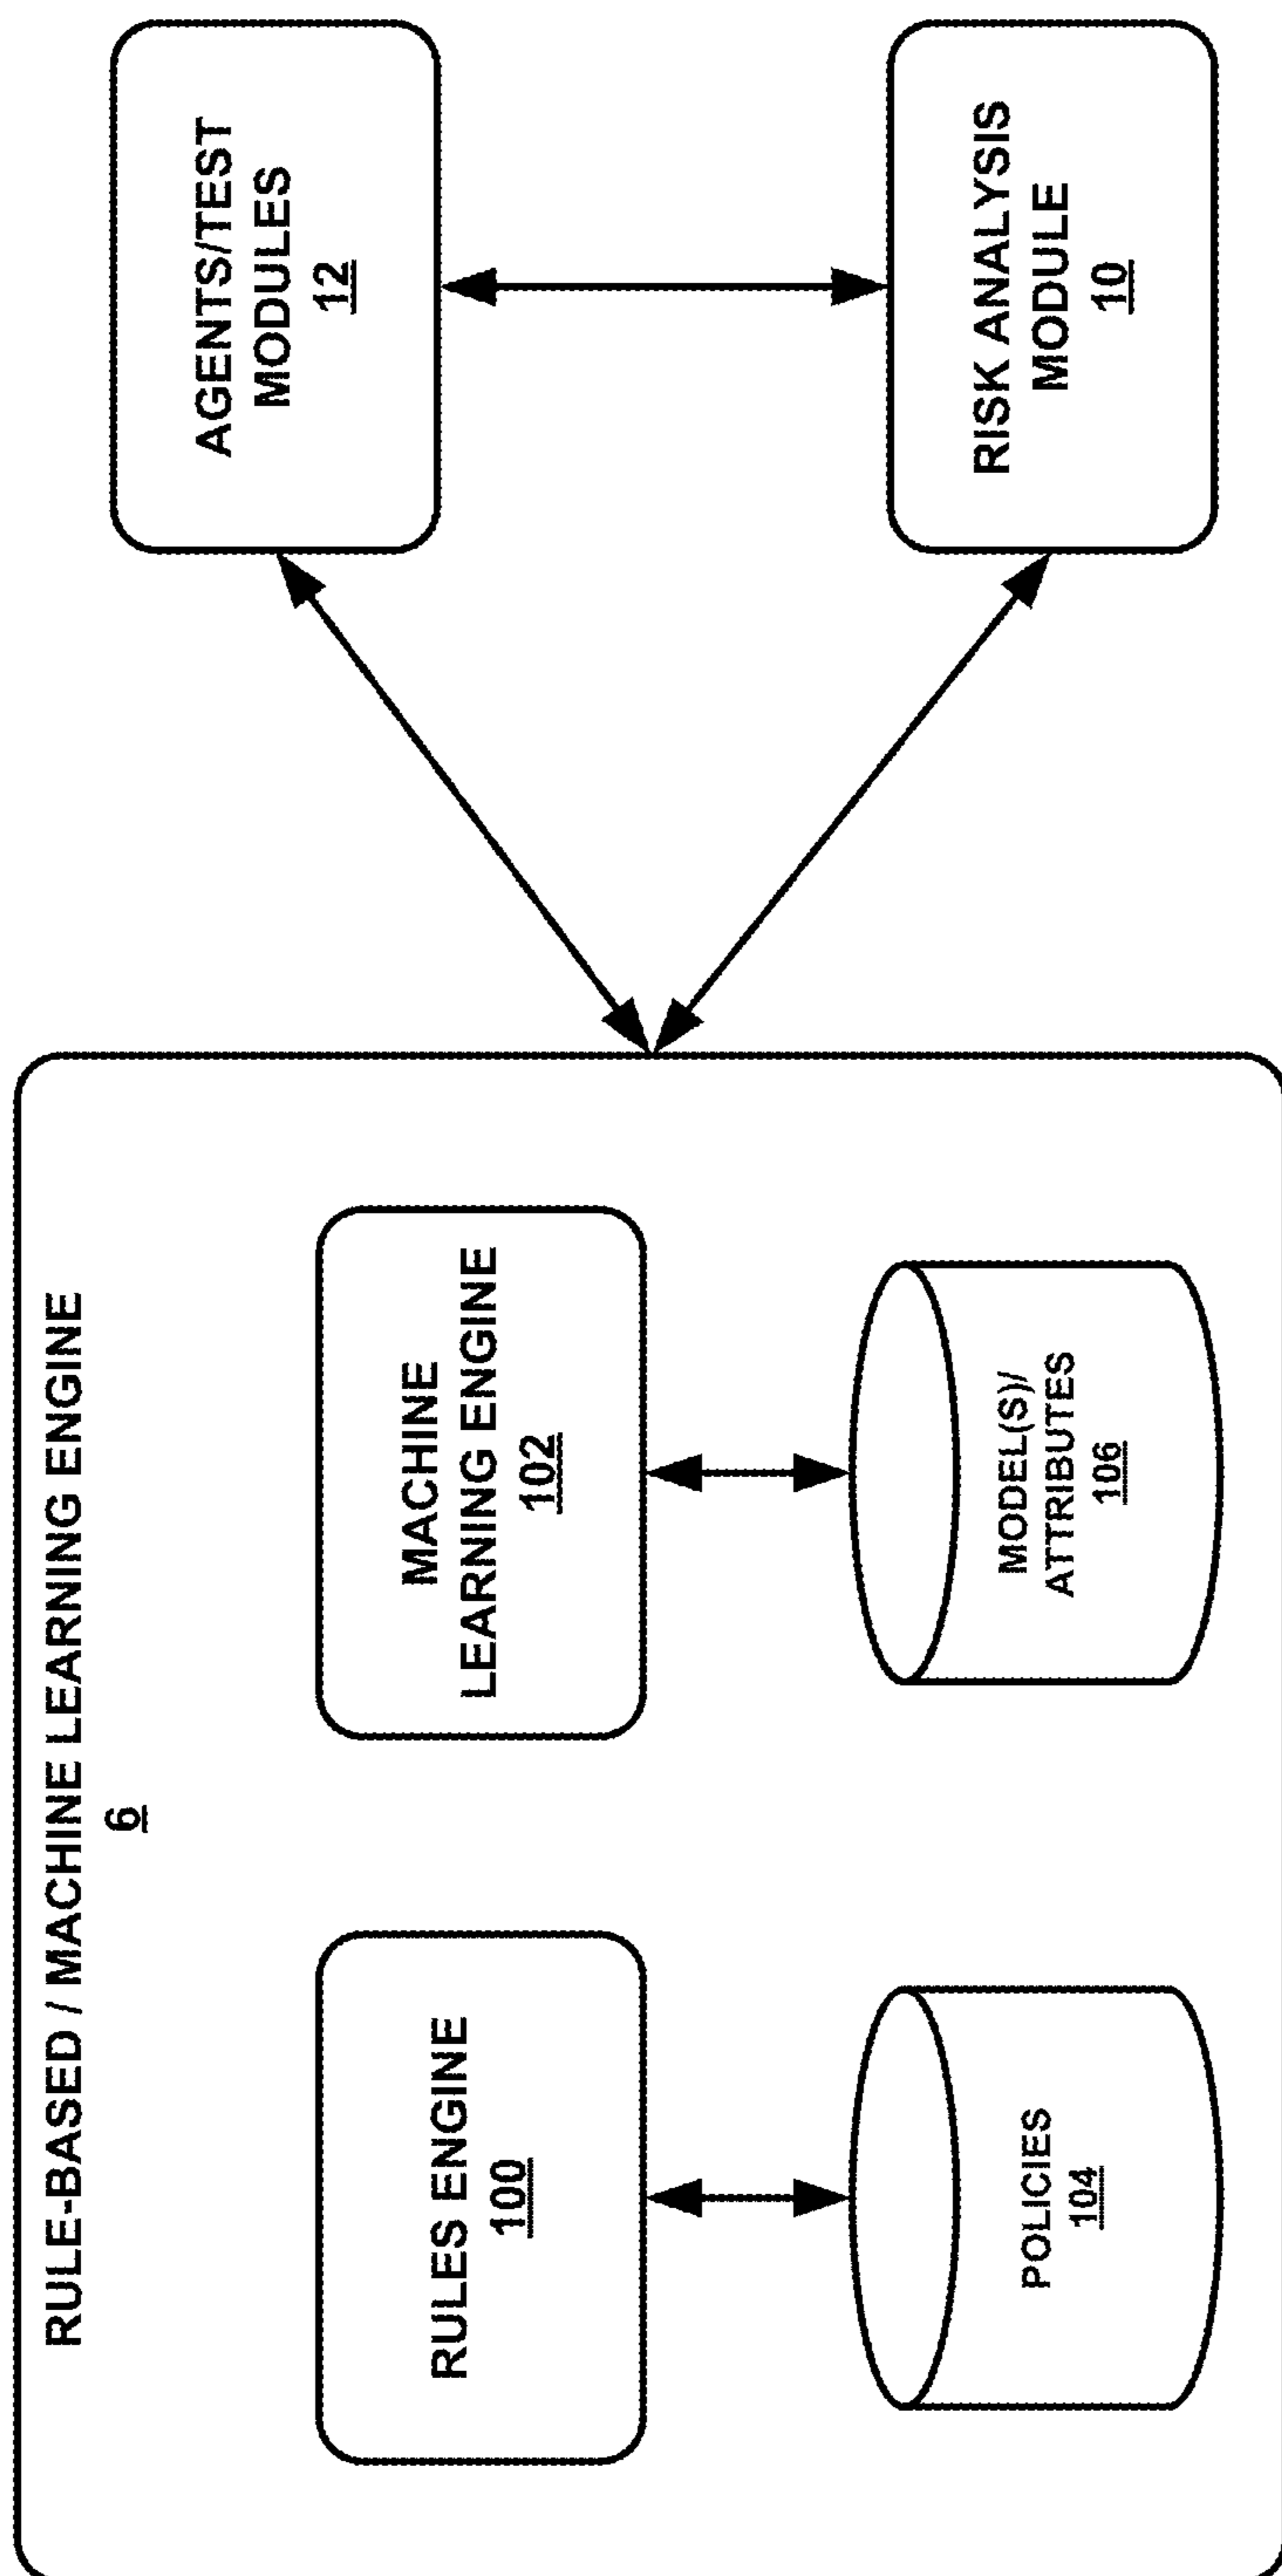 RULE-BASED / MACHINE LEARNING ENGINE
6
RULES ENGINE
100
POLICIES
104
MACHINE
LEARNING ENGINE
102
MODEL(S)/
ATTRIBUTES
106
AGENTS/TEST
MODULES
12
RISK ANALYSIS
MODULE
10